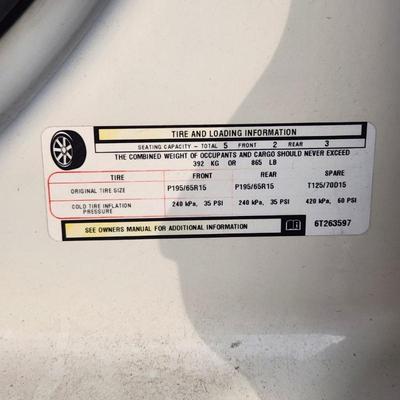 TIRE AND LOADING INFORMATION
SEATING CAPACITY - TOTAL 5 FRONT 2 REAR 3
THE COMBINED WEIGHT OF OCCUPANTS AND CARGO SHOULD NEVER EXCEED
392 KG OR 865 LB
TIRE FRONT REAR SPARE
ORIGINAL TIRE SIZE P195/65R15 P195/65R15 T125/70D15
COLD TIRE INFLATION PRESSURE 240 kPa, 35 PSI 240 kPa, 35 PSI 420 kPa, 60 PSI
SEE OWNERS MANUAL FOR ADDITIONAL INFORMATION 6T263597